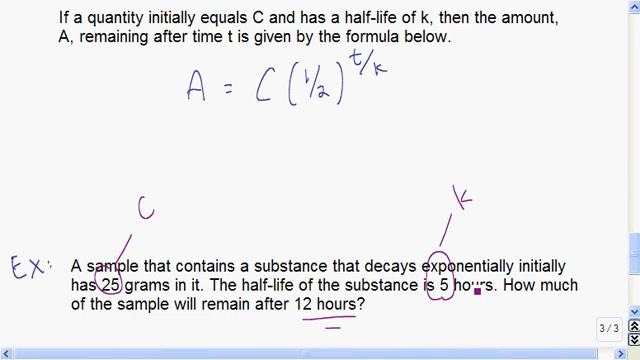 If a quantity initially equals C and has a half-life of k, then the amount,
A, remaining after time t is given by the formula below.
A = C (1/2)^t/k
C
K
EX: A sample that contains a substance that decays exponentially initially
has 25 grams in it. The half-life of the substance is 5 hours. How much
of the sample will remain after 12 hours?
3 / 3